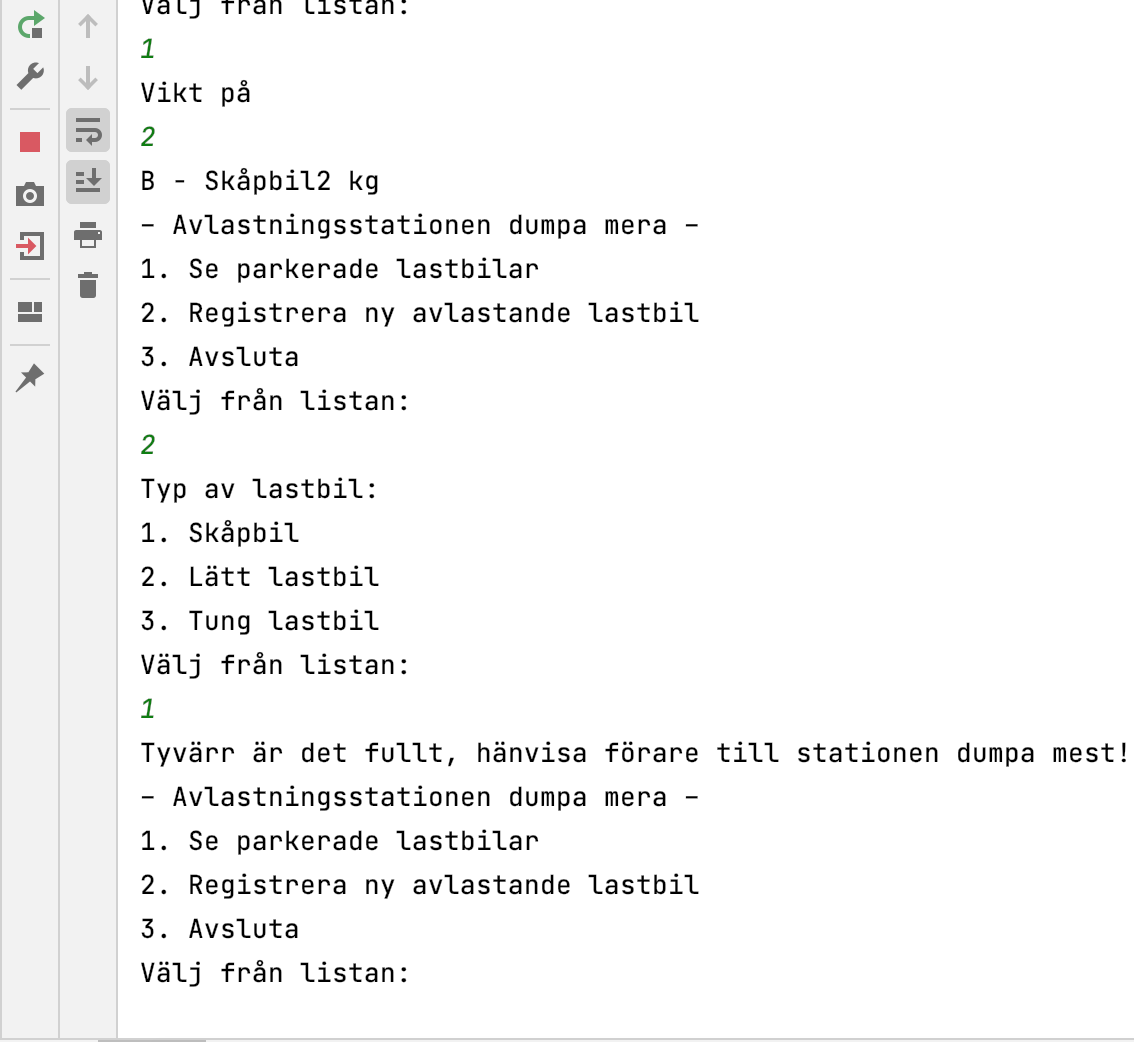 Välj från listan:
1
Vikt på
2
B - Skåpbil2 kg
- Avlastningsstationen dumpa mera -
1. Se parkerade lastbilar
2. Registrera ny avlastande lastbil
3. Avsluta
Välj från listan:
2
Typ av lastbil:
1. Skåpbil
2. Lätt lastbil
3. Tung lastbil
Välj från listan:
1
Tyvärr är det fullt, hänvisa förare till stationen dumpa mest!
- Avlastningsstationen dumpa mera -
1. Se parkerade lastbilar
2. Registrera ny avlastande lastbil
3. Avsluta
Välj från listan: